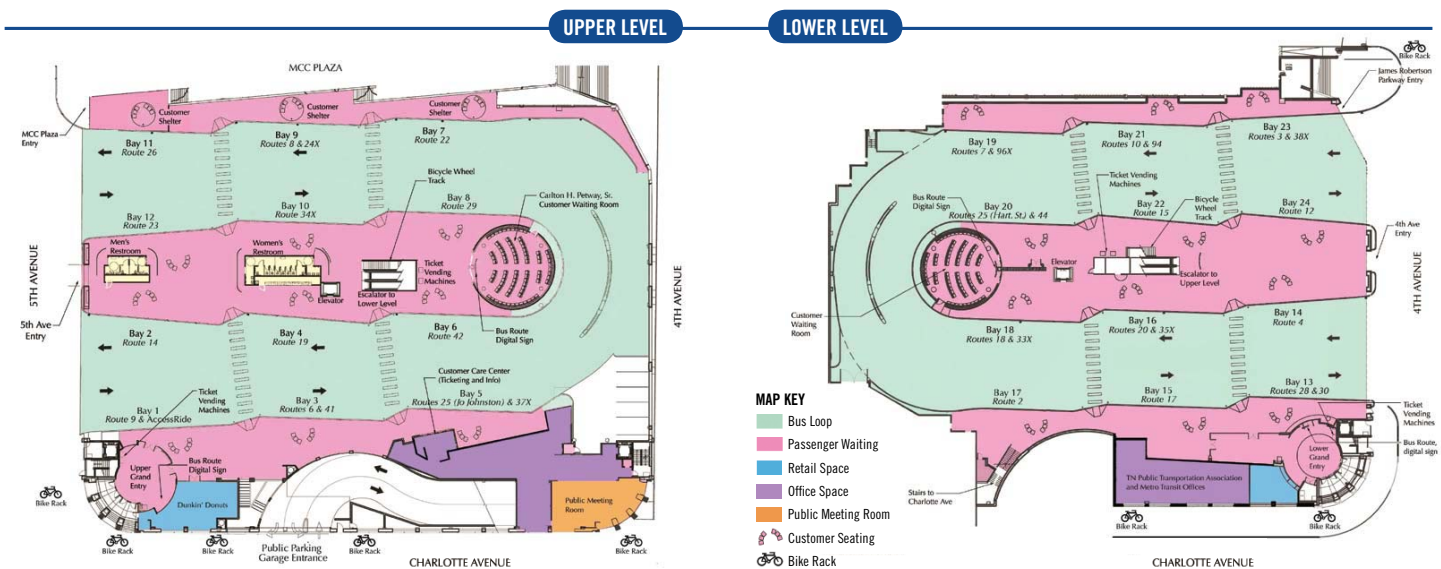 UPPER LEVEL
LOWER LEVEL
MCC PLAZA
MCC Plaza
Entry
Customer
Shelter
Customer
Shelter
Customer
Shelter
Bay 11
Route 26
Bay 9
Routes 8 & 24X
Bay 7
Route 22
Bicycle Wheel
Track
Carlton H. Petway, Sr.
Customer Waiting Room
Bay 12
Route 23
Bay 10
Route 34X
Bay 8
Route 29
Men's
Restroom
Women's
Restroom
Elevator
Escalator to
Lower Level
Ticket
Vending
Machines
5TH AVENUE
4TH AVENUE
5th Ave
Entry
Bay 2
Route 14
Bay 4
Route 19
Bay 6
Route 42
Bus Route
Digital Sign
Customer Care Center
(Ticketing and Info)
Ticket
Vending
Machines
Bay 1
Route 9 & AccessRide
Bay 3
Routes 6 & 41
Bay 5
Routes 25 (Jo Johnston) & 37X
Bus Route
Digital Sign
Upper
Grand
Entry
Dunkin' Donuts
Public Meeting
Room
Bike Rack
Bike Rack
Bike Rack
Public Parking
Garage Entrance
Bike Rack
Bike Rack
CHARLOTTE AVENUE
Bike Rack
James Robertson
Parkway Entry
Bay 19
Routes 7 & 96X
Bay 21
Routes 10 & 94
Bay 23
Routes 3 & 38X
Ticket Vending
Machines
Bus Route
Digital Sign
Bay 20
Routes 25 (Hart. St.) & 44
Bay 22
Route 15
Bicycle
Wheel
Track
Bay 24
Route 12
4th Ave
Entry
Elevator
Escalator to
Upper Level
4TH AVENUE
Customer
Waiting
Room
Bay 18
Routes 18 & 33X
Bay 16
Routes 20 & 35X
Bay 14
Route 4
Bay 17
Route 2
Bay 15
Route 17
Bay 13
Routes 28 & 30
Ticket
Vending
Machines
Bus Route,
digital sign
Lower
Grand
Entry
TN Public Transportation Association
and Metro Transit Offices
Stairs to
Charlotte Ave
Bike Rack
Bike Rack
CHARLOTTE AVENUE
MAP KEY
Bus Loop
Passenger Waiting
Retail Space
Office Space
Public Meeting Room
Customer Seating
Bike Rack